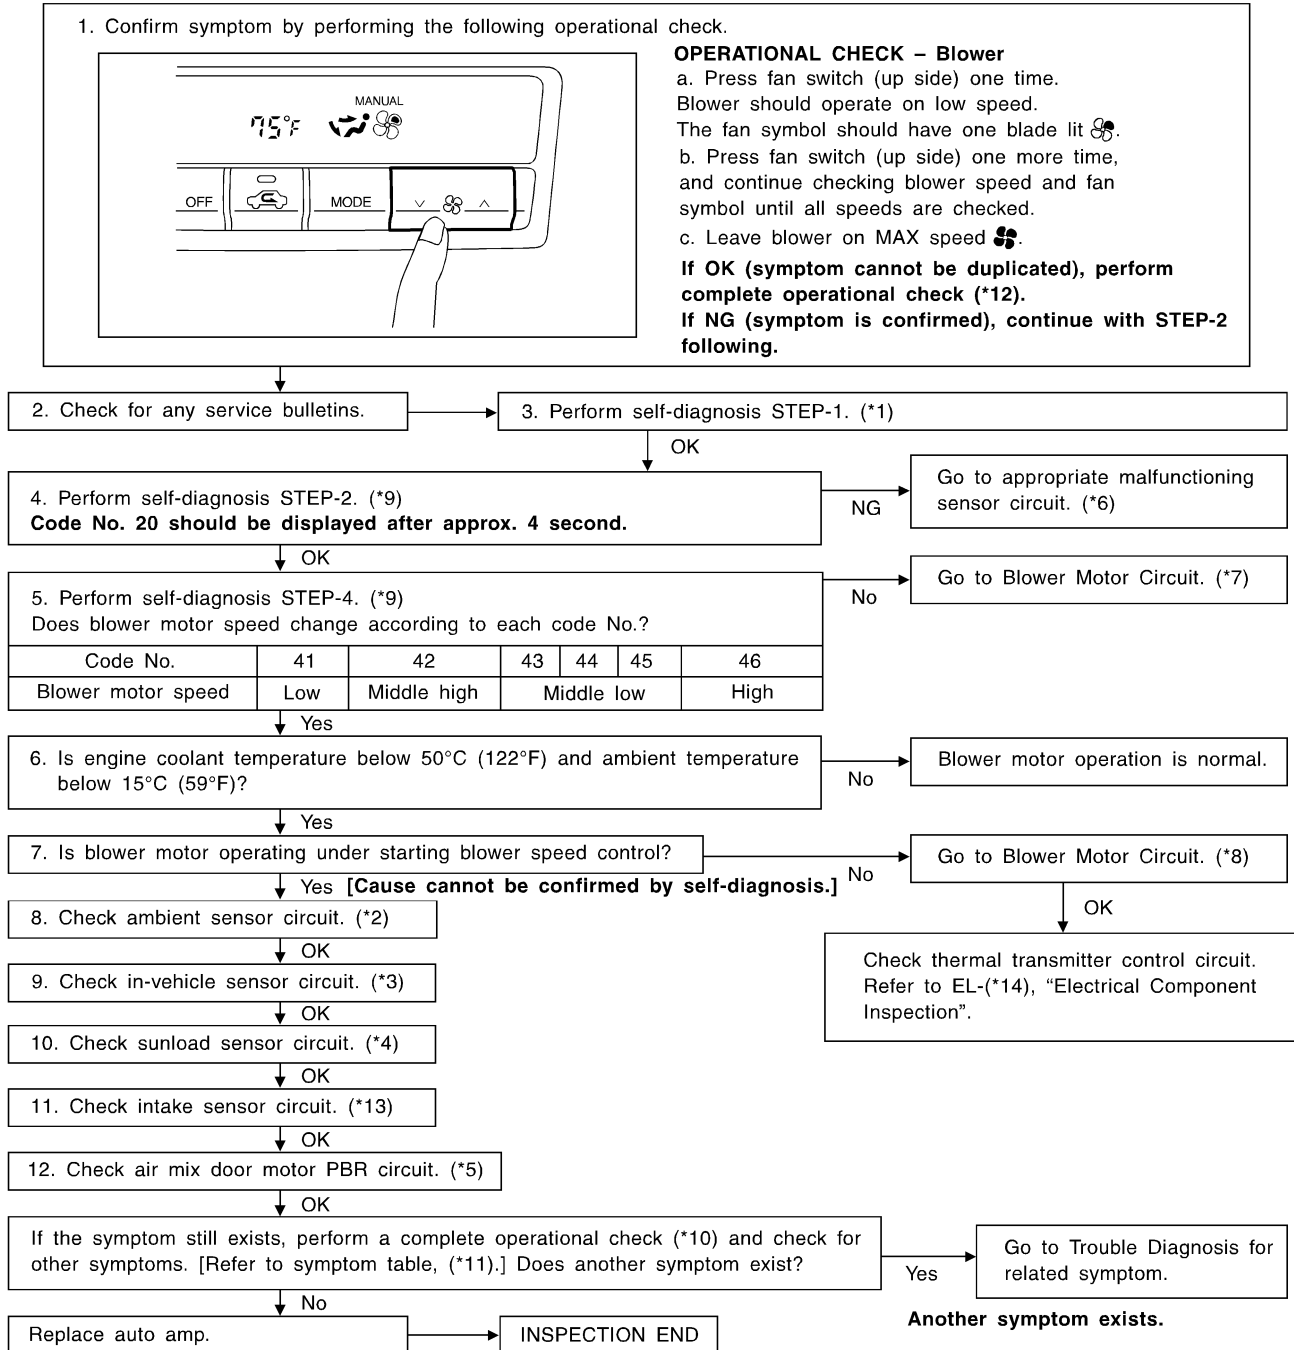 1. Confirm symptom by performing the following operational check.
MANUAL
75°F
OFF
MODE
OPERATIONAL CHECK – Blower
a. Press fan switch (up side) one time.
Blower should operate on low speed.
The fan symbol should have one blade lit .
b. Press fan switch (up side) one more time,
and continue checking blower speed and fan
symbol until all speeds are checked.
c. Leave blower on MAX speed .
If OK (symptom cannot be duplicated), perform
complete operational check (*12).
If NG (symptom is confirmed), continue with STEP-2
following.
2. Check for any service bulletins.
3. Perform self-diagnosis STEP-1. (*1)
OK
4. Perform self-diagnosis STEP-2. (*9)
Code No. 20 should be displayed after approx. 4 second.
NG
Go to appropriate malfunctioning
sensor circuit. (*6)
OK
5. Perform self-diagnosis STEP-4. (*9)
Does blower motor speed change according to each code No.?
Code No. 41 42 43 44 45 46
Blower motor speed Low Middle high Middle low High
No
Go to Blower Motor Circuit. (*7)
Yes
6. Is engine coolant temperature below 50°C (122°F) and ambient temperature
below 15°C (59°F)?
No
Blower motor operation is normal.
Yes
7. Is blower motor operating under starting blower speed control?
No
Go to Blower Motor Circuit. (*8)
OK
Check thermal transmitter control circuit.
Refer to EL-(*14), “Electrical Component
Inspection”.
Yes [Cause cannot be confirmed by self-diagnosis.]
8. Check ambient sensor circuit. (*2)
OK
9. Check in-vehicle sensor circuit. (*3)
OK
10. Check sunload sensor circuit. (*4)
OK
11. Check intake sensor circuit. (*13)
OK
12. Check air mix door motor PBR circuit. (*5)
OK
If the symptom still exists, perform a complete operational check (*10) and check for
other symptoms. [Refer to symptom table, (*11).] Does another symptom exist?
Yes
Go to Trouble Diagnosis for
related symptom.
Another symptom exists.
No
Replace auto amp.
INSPECTION END